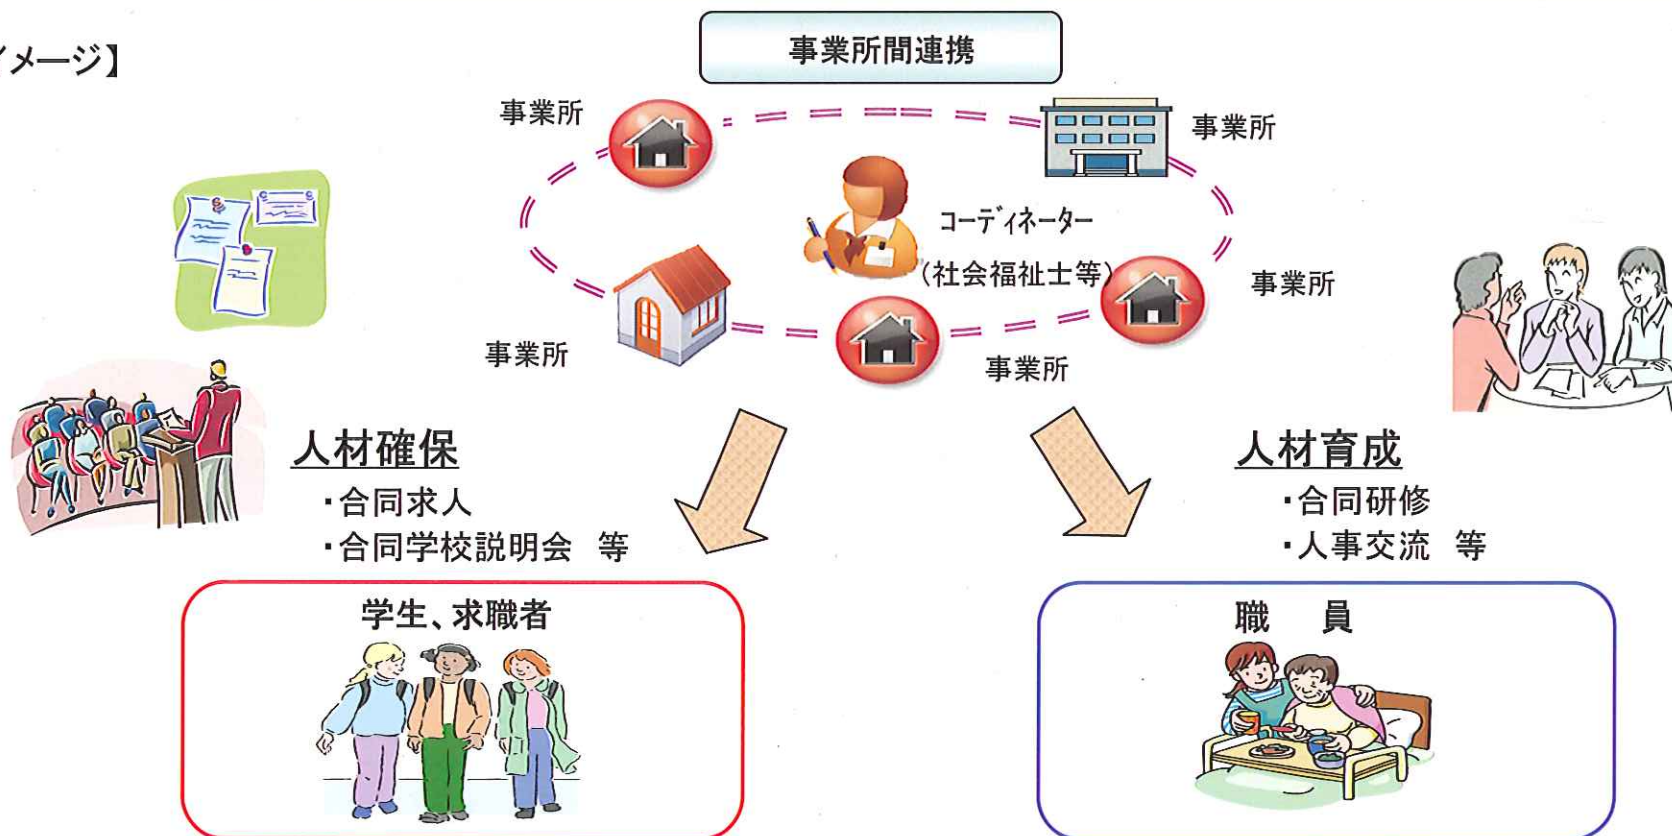 イメージ】
事業所間連携
事業所
事業所
コーディネーター
(社会福祉士等)
事業所
事業所
事業所
人材確保
・合同求人
・合同学校説明会 等
人材育成
・合同研修
・人事交流 等
学生、求職者
職 員